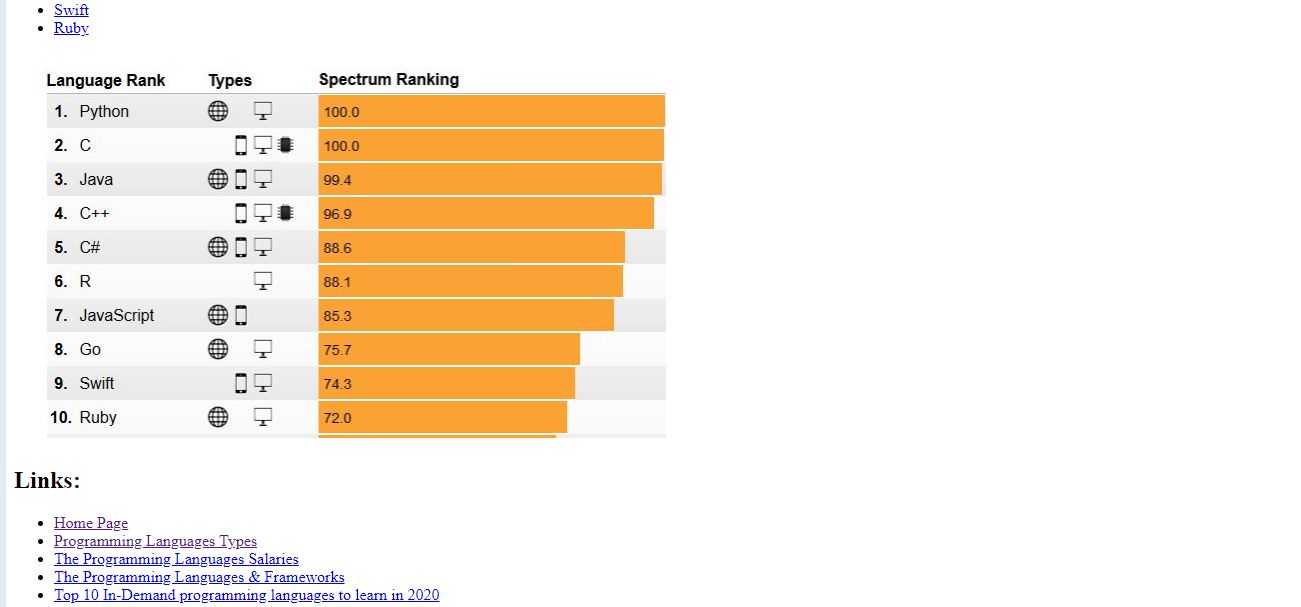 Swift
Ruby
Language Rank Types Spectrum Ranking
1. Python 100.0
2. C 100.0
3. Java 99.4
4. C++ 96.9
5. C# 88.6
6. R 88.1
7. JavaScript 85.3
8. Go 75.7
9. Swift 74.3
10. Ruby 72.0
Links:
Home Page
Programming Languages Types
The Programming Languages Salaries
The Programming Languages & Frameworks
Top 10 In-Demand programming languages to learn in 2020